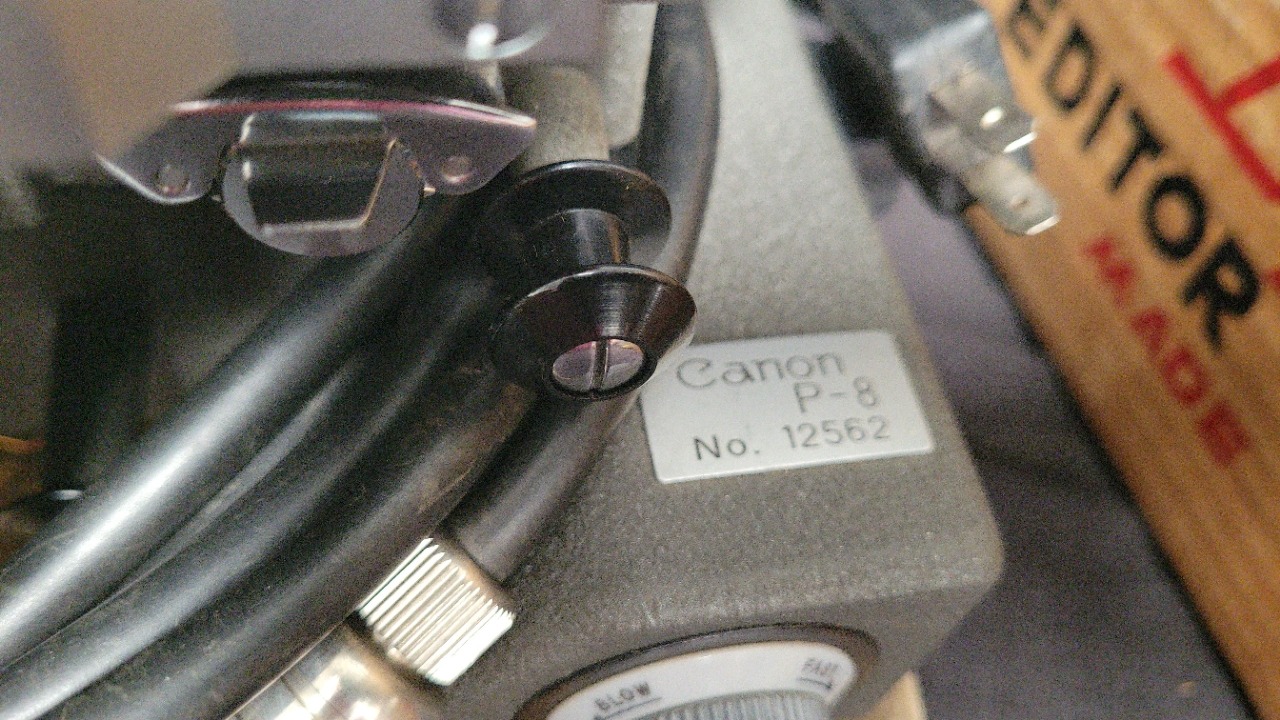 Canon
P-8
No. 12562
SLOW
FAST
EDITOR
MADE